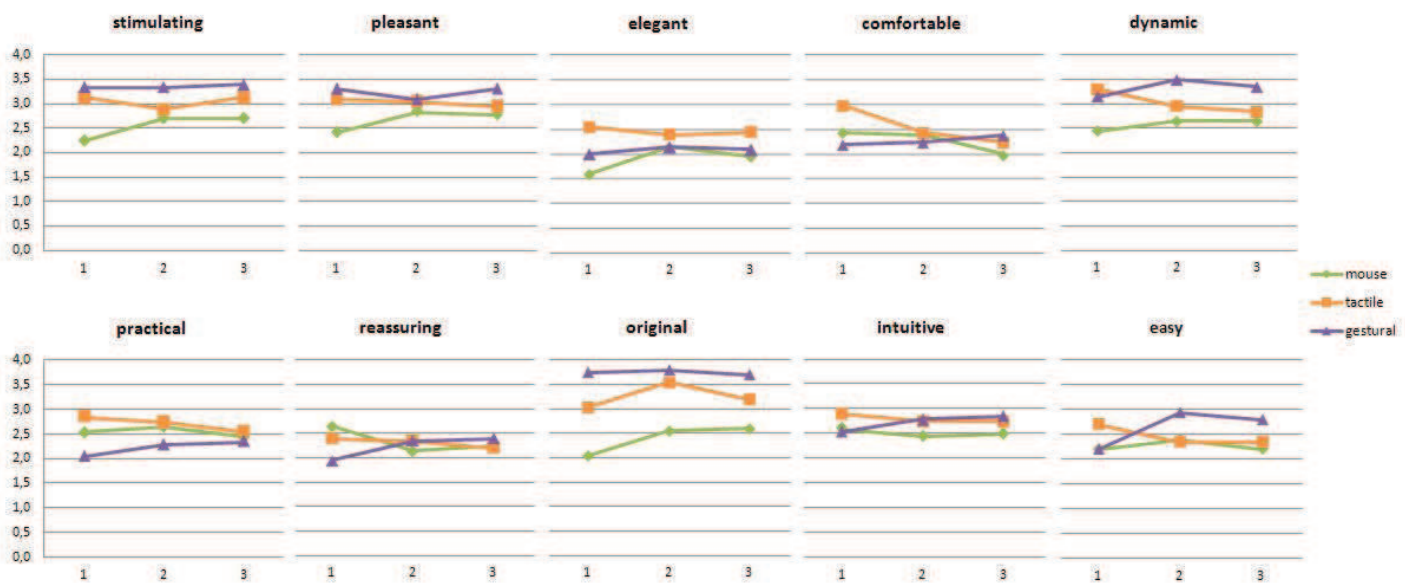 stimulating pleasant elegant comfortable dynamic
4,0
3,5
3,0
2,5
2,0
1,5
1,0
0,5
0,0
1 2 3 1 2 3 1 2 3 1 2 3 1 2 3
mouse
tactile
gestural
practical reassuring original intuitive easy
4,0
3,5
3,0
2,5
2,0
1,5
1,0
0,5
0,0
1 2 3 1 2 3 1 2 3 1 2 3 1 2 3